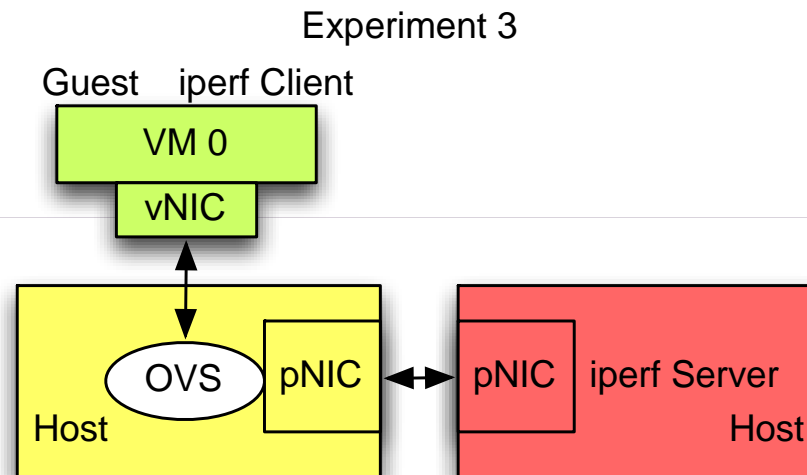 Experiment 3
Guest iperf Client
VM 0
vNIC
OVS pNIC pNIC iperf Server
Host Host